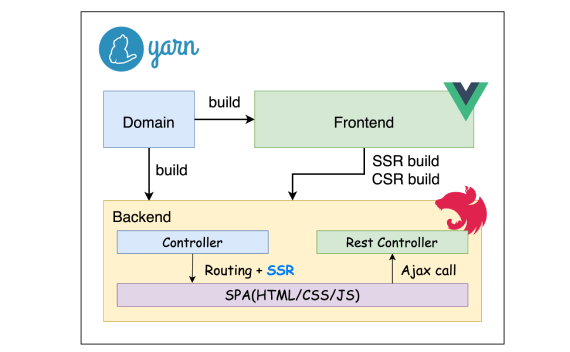 yarn
build
Domain
Frontend
build
SSR build
CSR build
Backend
Controller
Rest Controller
Routing + SSR
Ajax call
SPA(HTML/CSS/JS)